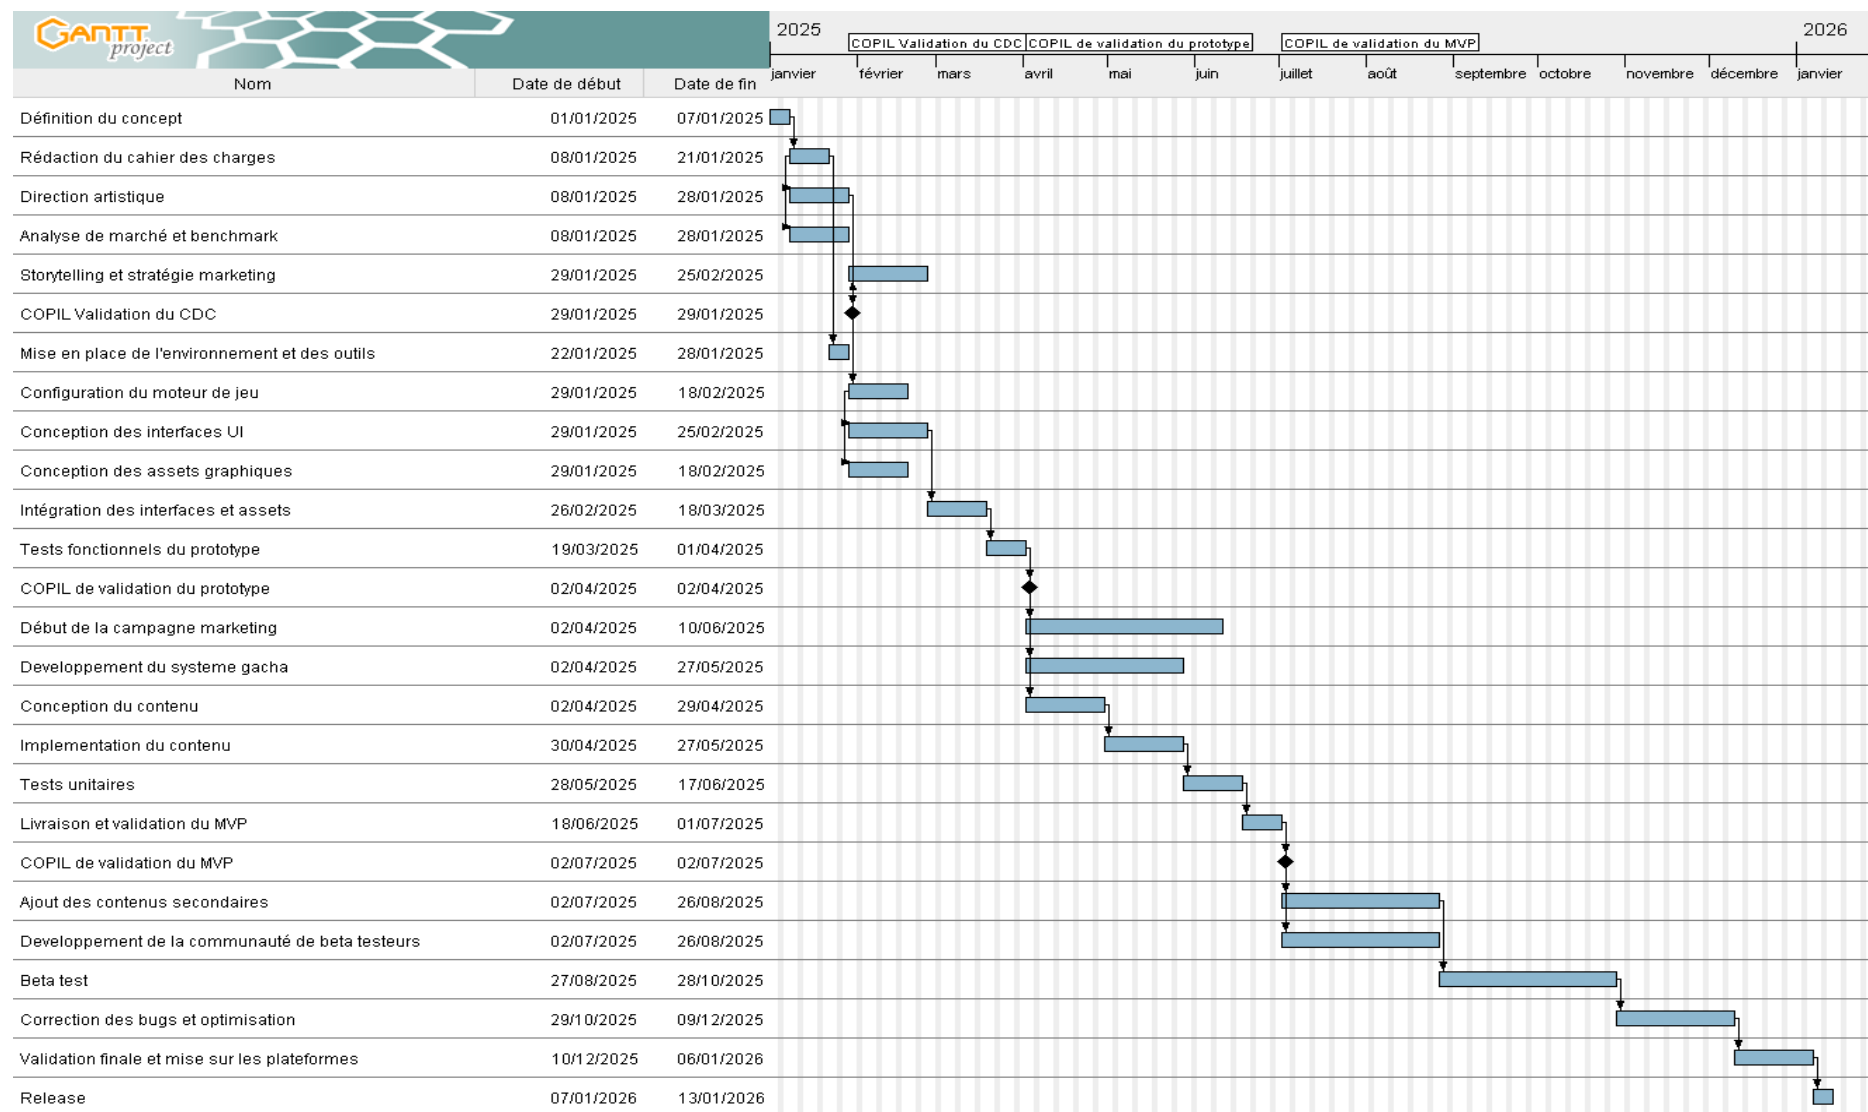 GANTT
project
2025
2026
COPIL Validation du CDC
COPIL de validation du prototype
COPIL de validation du MVP
janvier février mars avril mai juin juillet août septembre octobre novembre décembre janvier
Nom Date de début Date de fin
Définition du concept 01/01/2025 07/01/2025
Rédaction du cahier des charges 08/01/2025 21/01/2025
Direction artistique 08/01/2025 28/01/2025
Analyse de marché et benchmark 08/01/2025 28/01/2025
Storytelling et stratégie marketing 29/01/2025 25/02/2025
COPIL Validation du CDC 29/01/2025 29/01/2025
Mise en place de l'environnement et des outils 22/01/2025 28/01/2025
Configuration du moteur de jeu 29/01/2025 18/02/2025
Conception des interfaces UI 29/01/2025 25/02/2025
Conception des assets graphiques 29/01/2025 18/02/2025
Intégration des interfaces et assets 26/02/2025 18/03/2025
Tests fonctionnels du prototype 19/03/2025 01/04/2025
COPIL de validation du prototype 02/04/2025 02/04/2025
Début de la campagne marketing 02/04/2025 10/06/2025
Developpement du systeme gacha 02/04/2025 27/05/2025
Conception du contenu 02/04/2025 29/04/2025
Implementation du contenu 30/04/2025 27/05/2025
Tests unitaires 28/05/2025 17/06/2025
Livraison et validation du MVP 18/06/2025 01/07/2025
COPIL de validation du MVP 02/07/2025 02/07/2025
Ajout des contenus secondaires 02/07/2025 26/08/2025
Developpement de la communauté de beta testeurs 02/07/2025 26/08/2025
Beta test 27/08/2025 28/10/2025
Correction des bugs et optimisation 29/10/2025 09/12/2025
Validation finale et mise sur les plateformes 10/12/2025 06/01/2026
Release 07/01/2026 13/01/2026